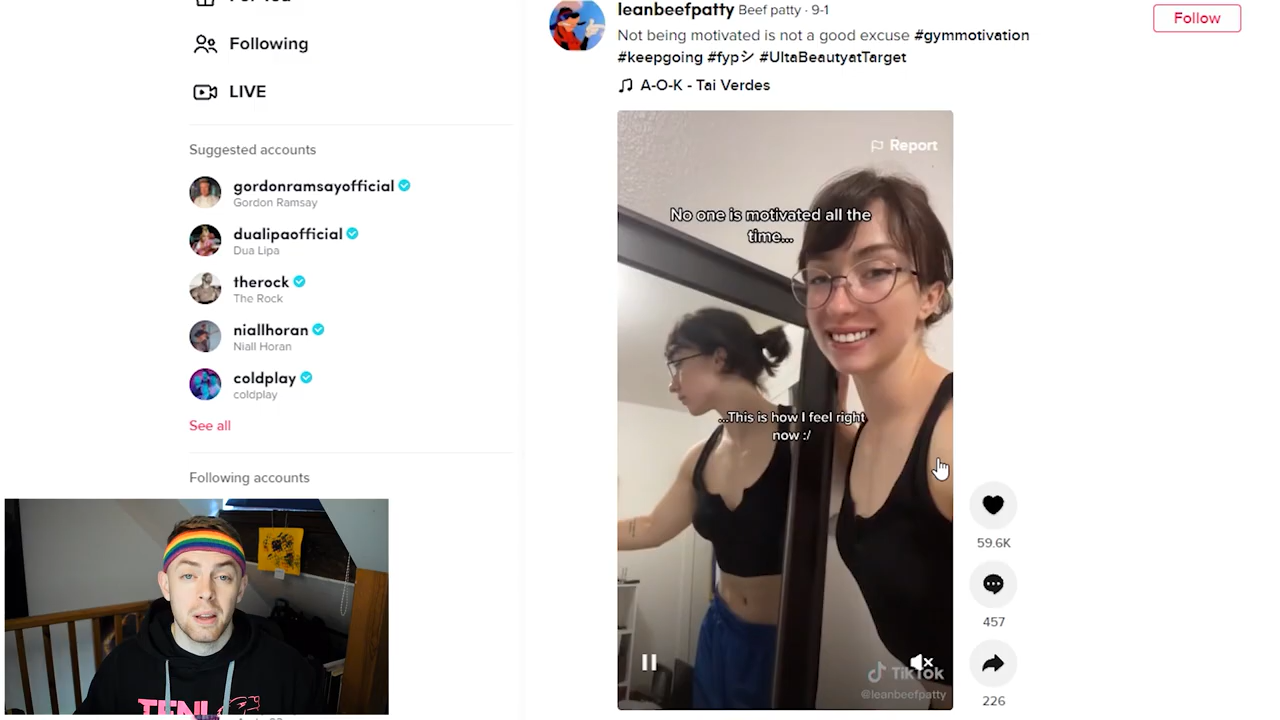 For You
Following
LIVE
Suggested accounts
gordonramsayofficial
Gordon Ramsay
dualipaofficial
Dua Lipa
therock
The Rock
niallhoran
Niall Horan
coldplay
coldplay
See all
Following accounts
leanbeefpatty Beef patty · 9-1
Follow
Not being motivated is not a good excuse #gymmotivation
#keepgoing #fypシ #UltaBeautyatTarget
A-O-K - Tai Verdes
Report
No one is motivated all the
time...
...This is how I feel right
now :/
59.6K
457
226
TikTok
@leanbeefpatty